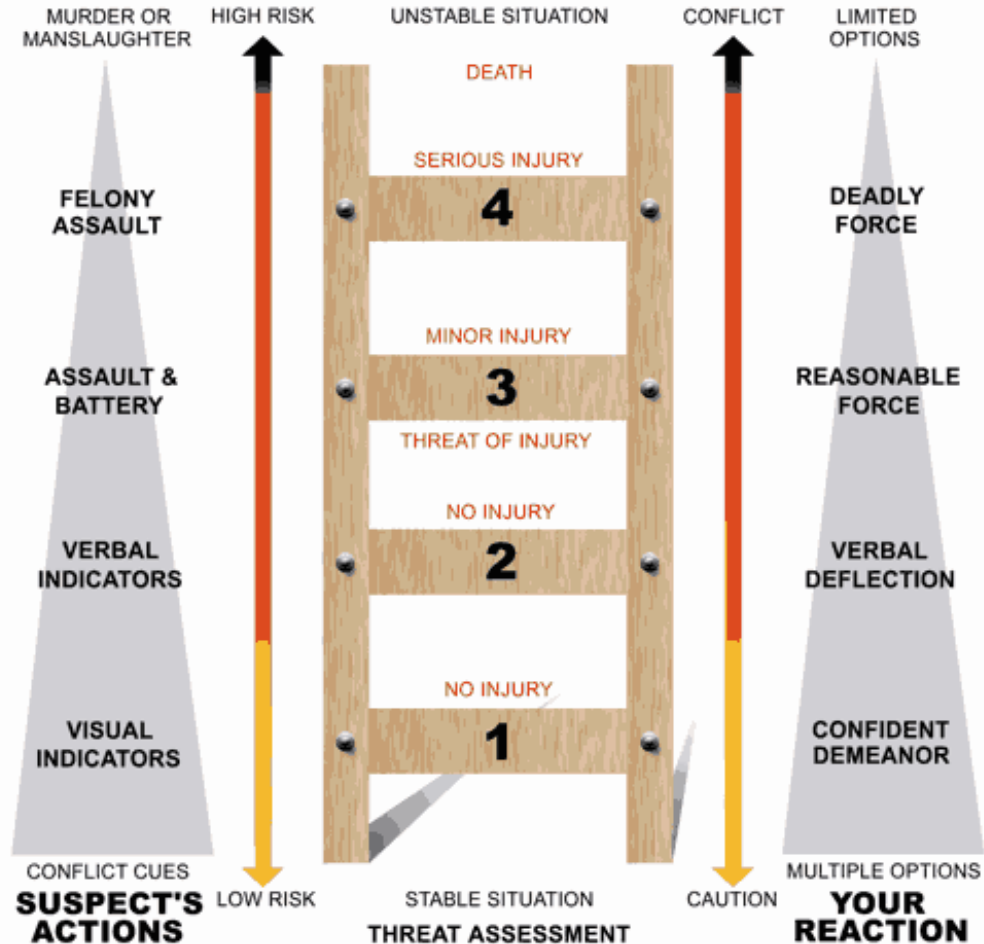 MURDER OR
MANSLAUGHTER
HIGH RISK
UNSTABLE SITUATION
CONFLICT
LIMITED
OPTIONS
DEATH
SERIOUS INJURY
FELONY
ASSAULT
4
DEADLY
FORCE
MINOR INJURY
ASSAULT &
BATTERY
3
REASONABLE
FORCE
THREAT OF INJURY
NO INJURY
VERBAL
INDICATORS
2
VERBAL
DEFLECTION
NO INJURY
VISUAL
INDICATORS
1
CONFIDENT
DEMEANOR
CONFLICT CUES
SUSPECT'S
ACTIONS
LOW RISK
STABLE SITUATION
THREAT ASSESSMENT
CAUTION
MULTIPLE OPTIONS
YOUR
REACTION